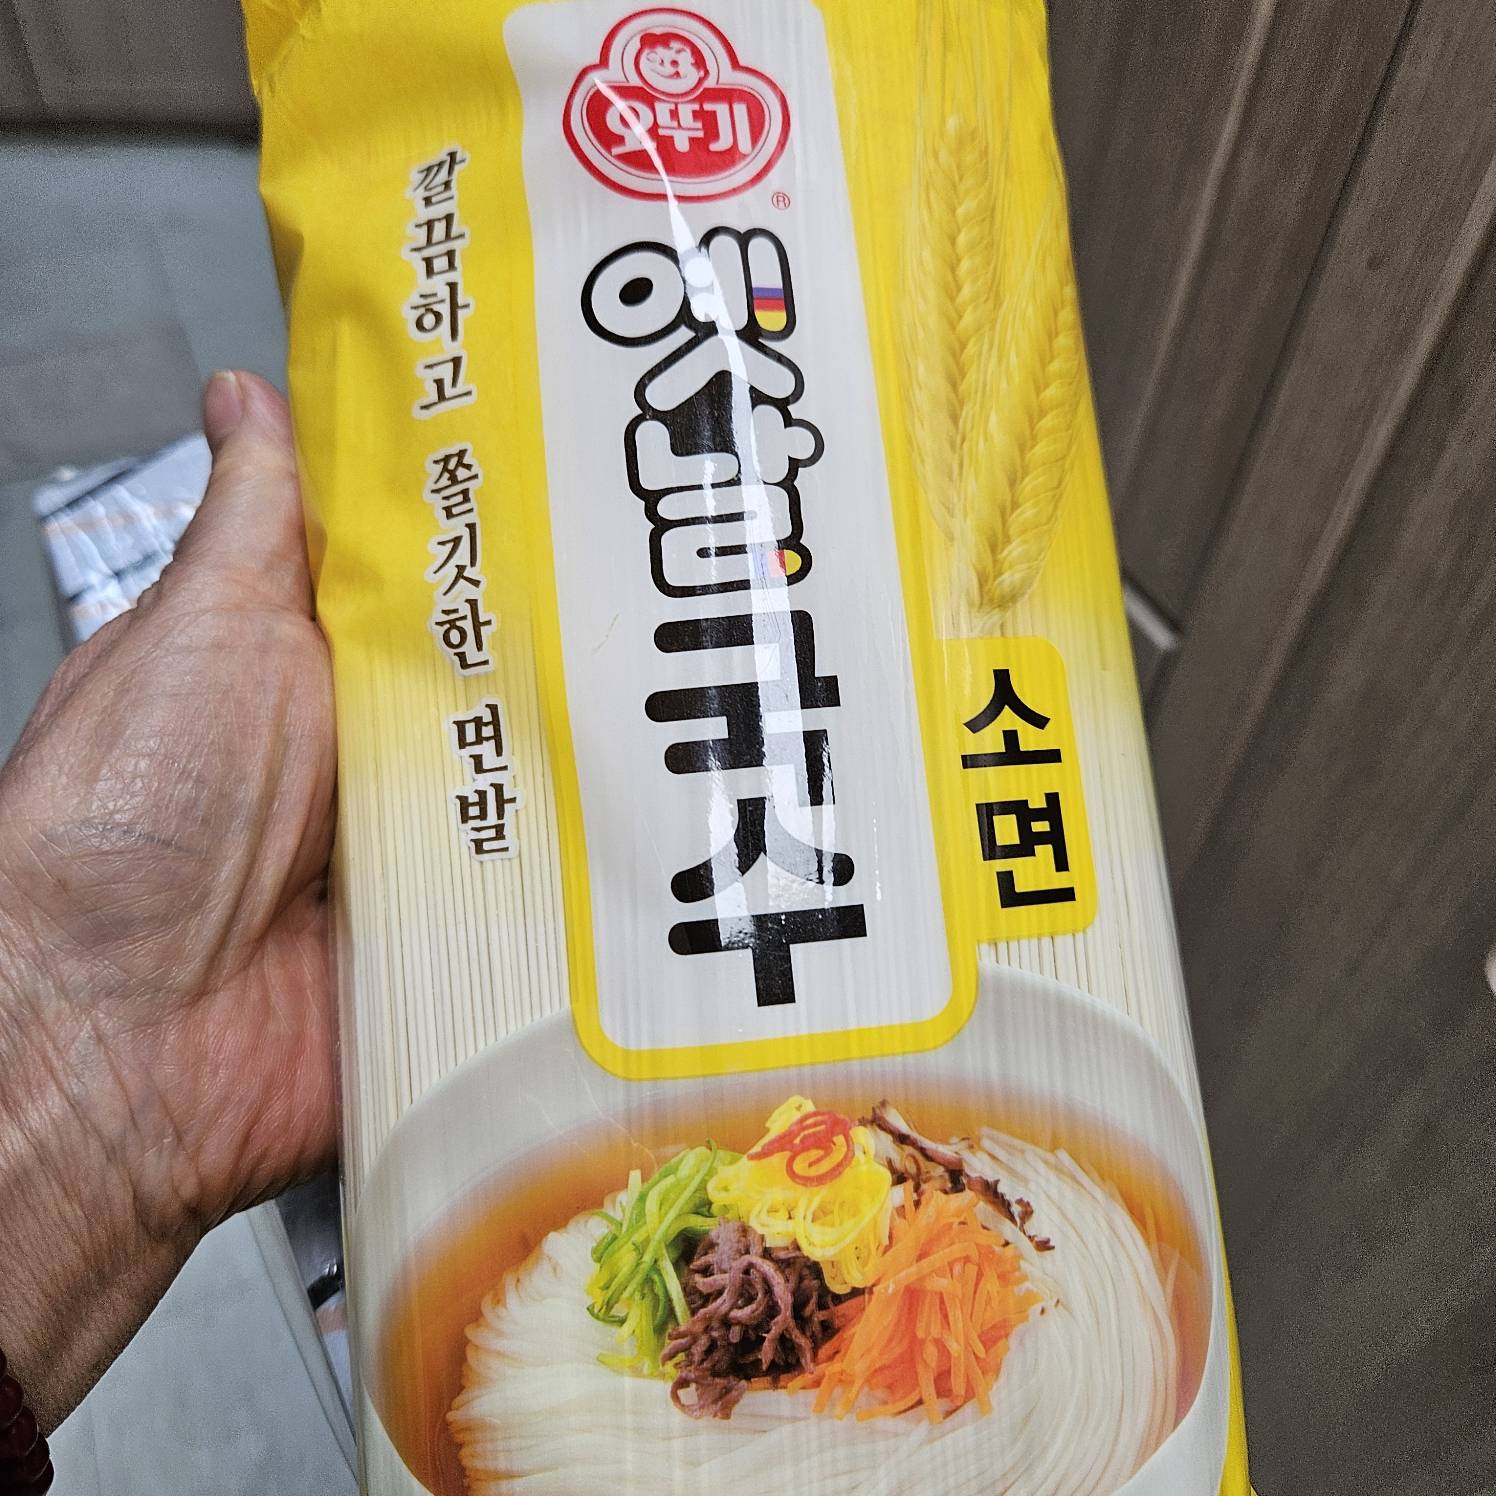 오뚜기
®
옛날국수
소면
깔끔하고 쫄깃한 면발